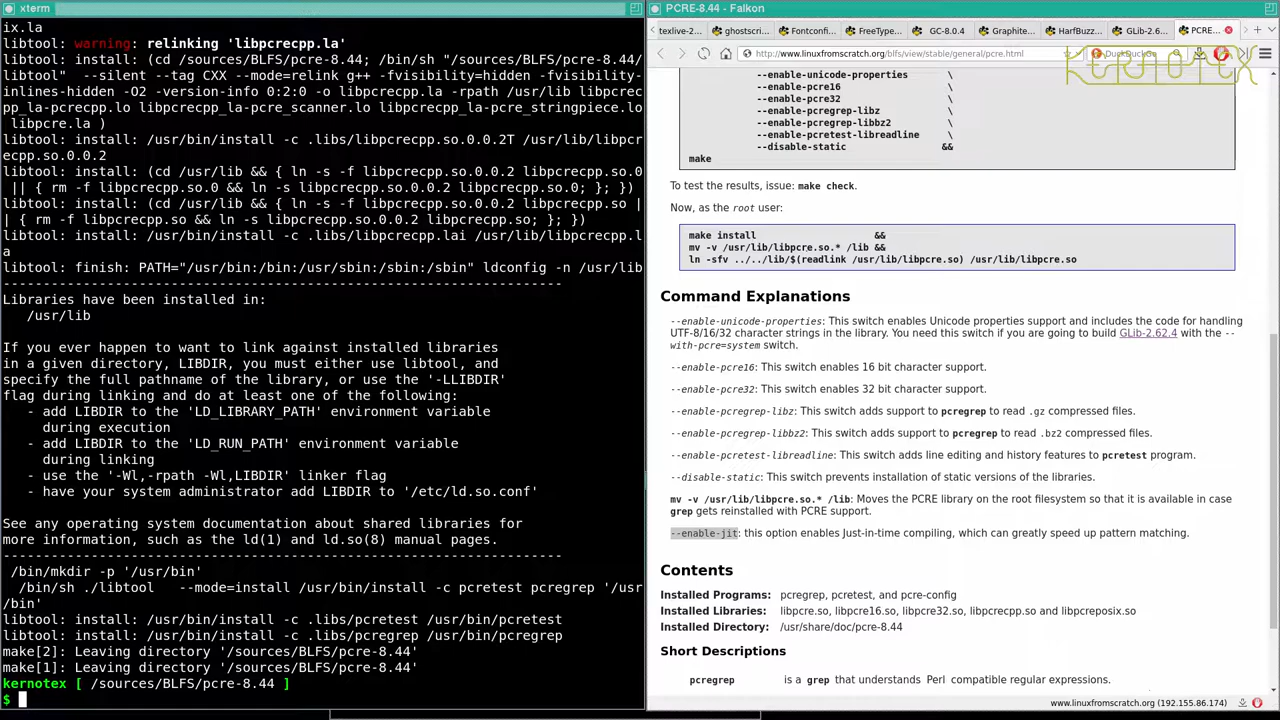 xterm
ix.la
libtool: warning: relinking 'libpcrecpp.la'
libtool: install: (cd /sources/BLFS/pcre-8.44; /bin/sh "/sources/BLFS/pcre-8.44/
libtool"  --silent --tag CXX --mode=relink g++ -fvisibility=hidden -fvisibility-
inlines-hidden -O2 -version-info 0:2:0 -o libpcrecpp.la -rpath /usr/lib libpcrec
pp_la-pcrecpp.lo libpcrecpp_la-pcre_scanner.lo libpcrecpp_la-pcre_stringpiece.lo
 libpcre.la )
libtool: install: /usr/bin/install -c .libs/libpcrecpp.so.0.0.2T /usr/lib/libpcr
ecpp.so.0.0.2
libtool: install: (cd /usr/lib && { ln -s -f libpcrecpp.so.0.0.2 libpcrecpp.so.0
 || { rm -f libpcrecpp.so.0 && ln -s libpcrecpp.so.0.0.2 libpcrecpp.so.0; }; })
libtool: install: (cd /usr/lib && { ln -s -f libpcrecpp.so.0.0.2 libpcrecpp.so |
| { rm -f libpcrecpp.so && ln -s libpcrecpp.so.0.0.2 libpcrecpp.so; }; })
libtool: install: /usr/bin/install -c .libs/libpcrecpp.lai /usr/lib/libpcrecpp.l
a
libtool: finish: PATH="/usr/bin:/bin:/usr/sbin:/sbin:/sbin" ldconfig -n /usr/lib
----------------------------------------------------------------------
Libraries have been installed in:
   /usr/lib
If you ever happen to want to link against installed libraries
in a given directory, LIBDIR, you must either use libtool, and
specify the full pathname of the library, or use the '-LLIBDIR'
flag during linking and do at least one of the following:
   - add LIBDIR to the 'LD_LIBRARY_PATH' environment variable
     during execution
   - add LIBDIR to the 'LD_RUN_PATH' environment variable
     during linking
   - use the '-Wl,-rpath -Wl,LIBDIR' linker flag
   - have your system administrator add LIBDIR to '/etc/ld.so.conf'
See any operating system documentation about shared libraries for
more information, such as the ld(1) and ld.so(8) manual pages.
----------------------------------------------------------------------
 /bin/mkdir -p '/usr/bin'
  /bin/sh ./libtool   --mode=install /usr/bin/install -c pcretest pcregrep '/usr
/bin'
libtool: install: /usr/bin/install -c .libs/pcretest /usr/bin/pcretest
libtool: install: /usr/bin/install -c .libs/pcregrep /usr/bin/pcregrep
make[2]: Leaving directory '/sources/BLFS/pcre-8.44'
make[1]: Leaving directory '/sources/BLFS/pcre-8.44'
kernotex [ /sources/BLFS/pcre-8.44 ]
$
PCRE-8.44 - Falkon
texlive-2... ghostscri... Fontconfi... FreeType... GC-8.0.4 Graphite... HarfBuzz... GLib-2.6... PCRE...
http://www.linuxfromscratch.org/blfs/view/stable/general/pcre.html DuckDuckGo
KERNOTEX
--enable-unicode-properties \
--enable-pcre16 \
--enable-pcre32 \
--enable-pcregrep-libz \
--enable-pcregrep-libbz2 \
--enable-pcretest-libreadline \
--disable-static &&
make
To test the results, issue: make check.
Now, as the root user:
make install &&
mv -v /usr/lib/libpcre.so.* /lib &&
ln -sfv ../../lib/$(readlink /usr/lib/libpcre.so) /usr/lib/libpcre.so
Command Explanations
--enable-unicode-properties: This switch enables Unicode properties support and includes the code for handling
UTF-8/16/32 character strings in the library. You need this switch if you are going to build GLib-2.62.4 with the --
with-pcre=system switch.
--enable-pcre16: This switch enables 16 bit character support.
--enable-pcre32: This switch enables 32 bit character support.
--enable-pcregrep-libz: This switch adds support to pcregrep to read .gz compressed files.
--enable-pcregrep-libbz2: This switch adds support to pcregrep to read .bz2 compressed files.
--enable-pcretest-libreadline: This switch adds line editing and history features to pcretest program.
--disable-static: This switch prevents installation of static versions of the libraries.
mv -v /usr/lib/libpcre.so.* /lib: Moves the PCRE library on the root filesystem so that it is available in case
grep gets reinstalled with PCRE support.
--enable-jit: this option enables Just-in-time compiling, which can greatly speed up pattern matching.
Contents
Installed Programs: pcregrep, pcretest, and pcre-config
Installed Libraries: libpcre.so, libpcre16.so, libpcre32.so, libpcrecpp.so and libpcreposix.so
Installed Directory: /usr/share/doc/pcre-8.44
Short Descriptions
pcregrep is a grep that understands Perl compatible regular expressions.
www.linuxfromscratch.org (192.155.86.174)